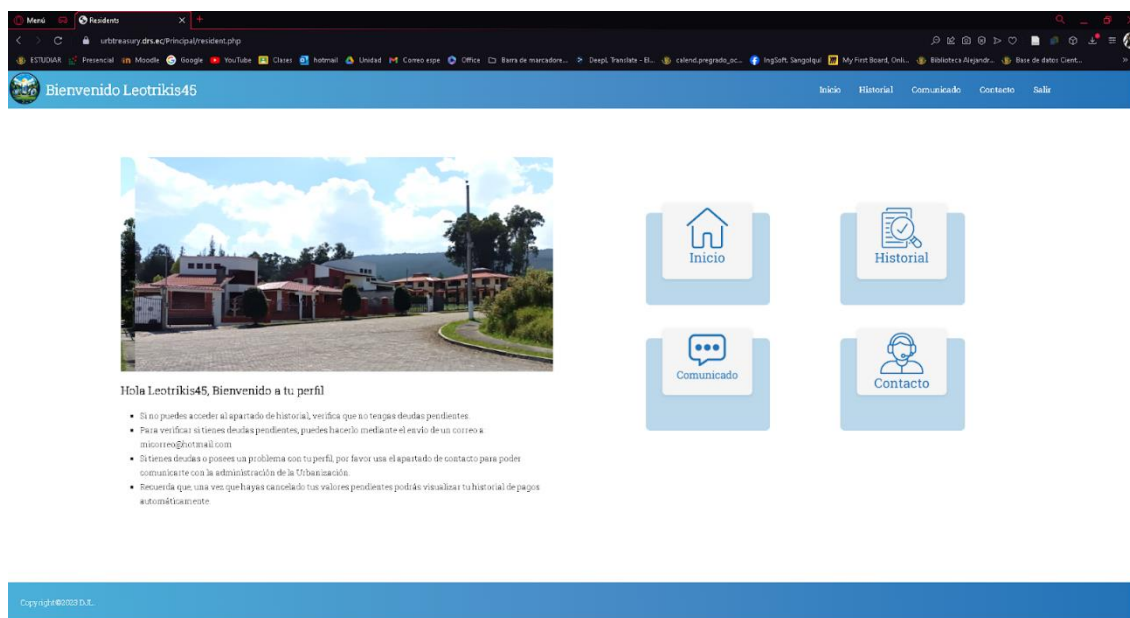 Menú
Residents
urbtreasury.drs.ec/Principal/resident.php
ESTUDIAR Presencial Moodle Google YouTube Clases hotmail Unidad Correo espe Office Barra de marcadore... DeepL Translate - El... calend.pregrado_oc... IngSoft. Sangolquí My First Board, Onli... Biblioteca Alejandr... Base de datos Cient...
Bienvenido Leotrikis45
Inicio Historial Comunicado Contacto Salir
Inicio
Historial
Comunicado
Contacto
Hola Leotrikis45, Bienvenido a tu perfil
Si no puedes acceder al apartado de historial, verifica que no tengas deudas pendientes.
Para verificar si tienes deudas pendientes, puedes hacerlo mediante el envío de un correo a
micorreo@hotmail.com
Si tienes deudas o posees un problema con tu perfil, por favor usa el apartado de contacto para poder
comunicarte con la administración de la Urbanización.
Recuerda que, una vez que hayas cancelado tus valores pendientes podrás visualizar tu historial de pagos
automáticamente
Copyright©2023 DJL.